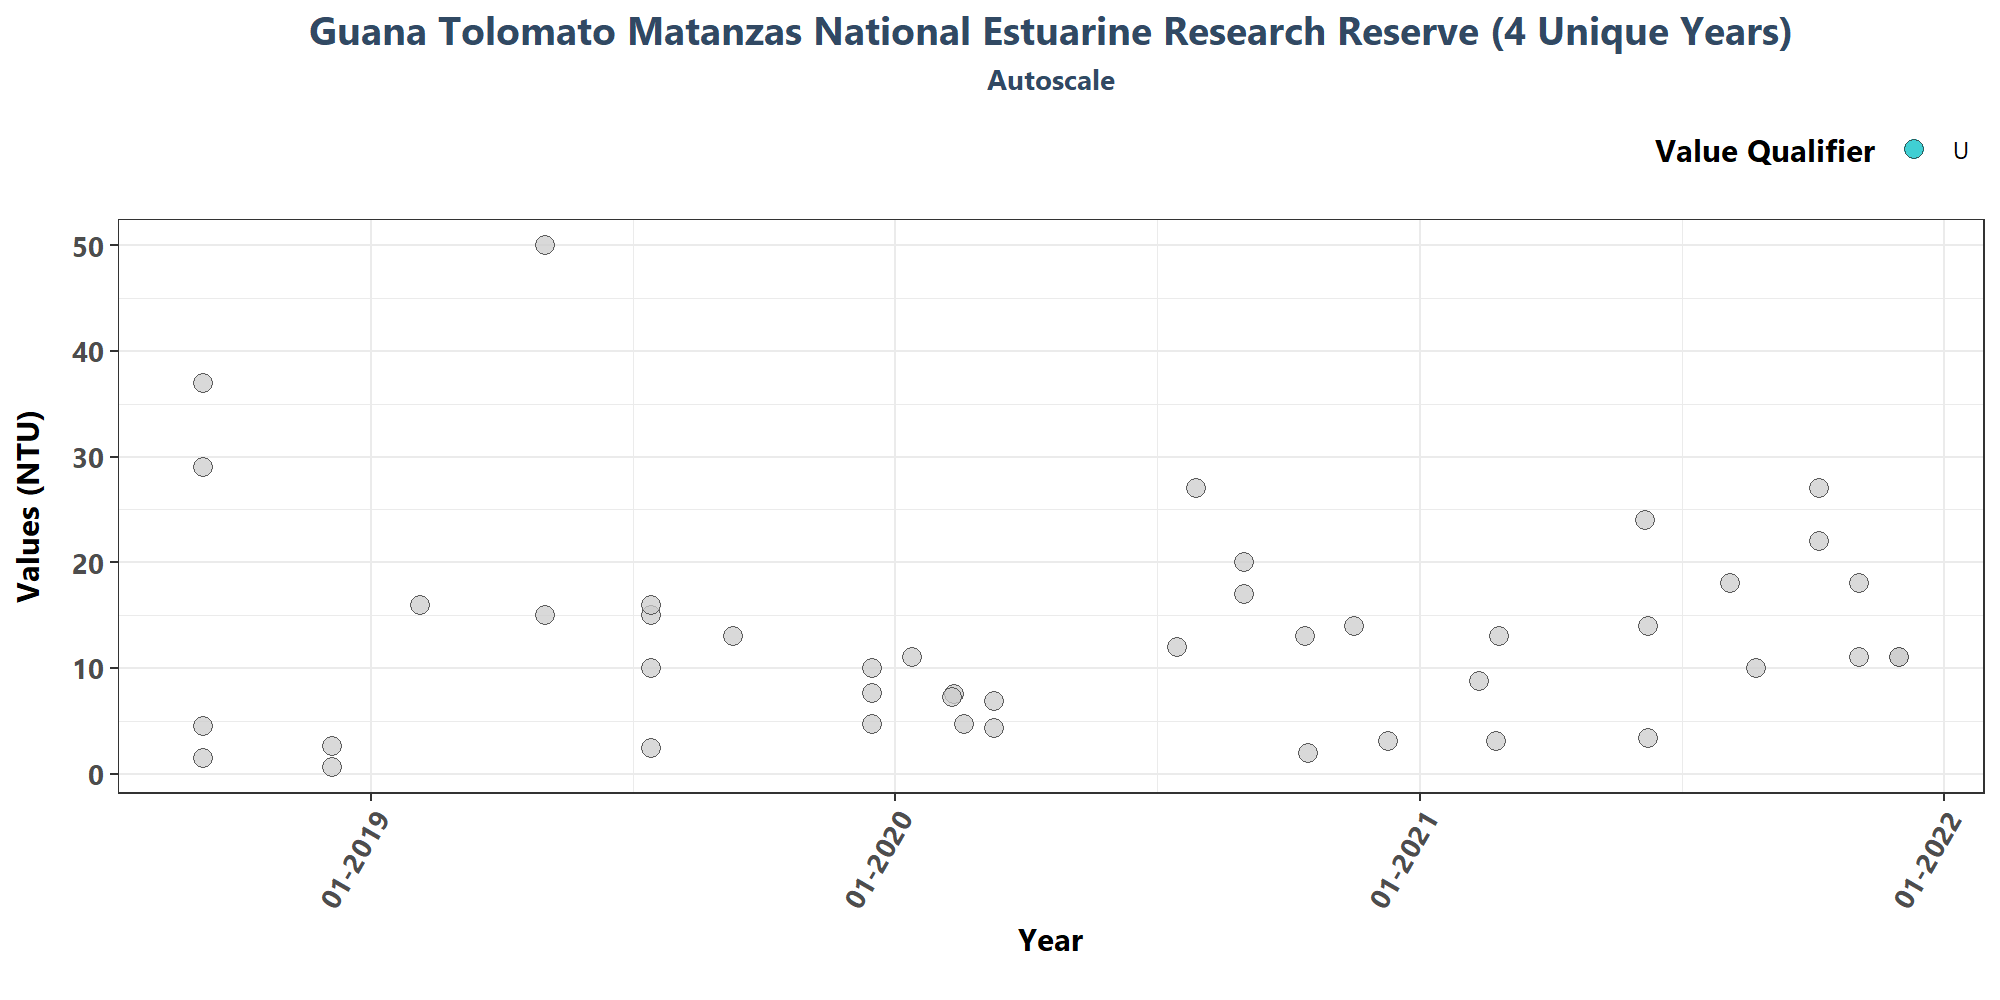 Guana Tolomato Matanzas National Estuarine Research Reserve (4 Unique Years)
Autoscale
Value Qualifier U
50
40
30
20
10
0
Values (NTU)
01-2019
01-2020
01-2021
01-2022
Year